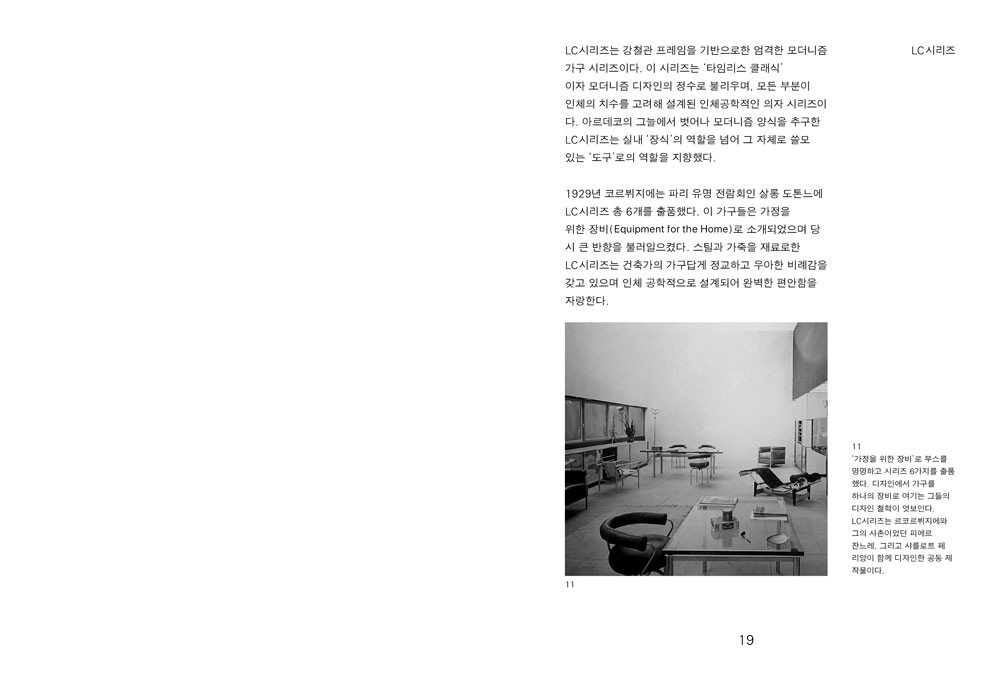 LC시리즈는 강철관 프레임을 기반으로한 엄격한 모더니즘
가구 시리즈이다. 이 시리즈는 ‘타임리스 클래식’
이자 모더니즘 디자인의 정수로 불리우며, 모든 부분이
인체의 치수를 고려해 설계된 인체공학적인 의자 시리즈이
다. 아르데코의 그늘에서 벗어나 모더니즘 양식을 추구한
LC시리즈는 실내 ‘장식’의 역할을 넘어 그 자체로 쓸모
있는 ‘도구’로의 역할을 지향했다.
LC시리즈
1929년 코르뷔지에는 파리 유명 전람회인 살롱 도톤느에
LC시리즈 총 6개를 출품했다. 이 가구들은 가정을
위한 장비(Equipment for the Home)로 소개되었으며 당
시 큰 반향을 불러일으켰다. 스틸과 가죽을 재료로한
LC시리즈는 건축가의 가구답게 정교하고 우아한 비례감을
갖고 있으며 인체 공학적으로 설계되어 완벽한 편안함을
자랑한다.
11
‘가정을 위한 장비’로 부스를
명명하고 시리즈 6가지를 출품
했다. 디자인에서 가구를
하나의 장비로 여기는 그들의
디자인 철학이 엿보인다.
LC시리즈는 르코르뷔지에와
그의 사촌이었던 피에르
잔느레, 그리고 샤를로트 페
리앙이 함께 디자인한 공동 제
작물이다.
11
19